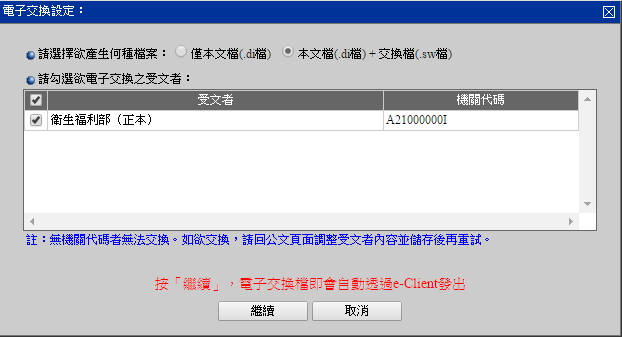 電子交換設定：
請選擇欲產生何種檔案： 僅本文檔(.di檔) 本文檔(.di檔) + 交換檔(.sw檔)
請勾選欲電子交換之受文者：
受文者 機關代碼
衛生福利部（正本） A21000000I
註：無機關代碼者無法交換。如欲交換，請回公文頁面調整受文者內容並儲存後再重試。
按「繼續」，電子交換檔即會自動透過e-Client發出
繼續 取消